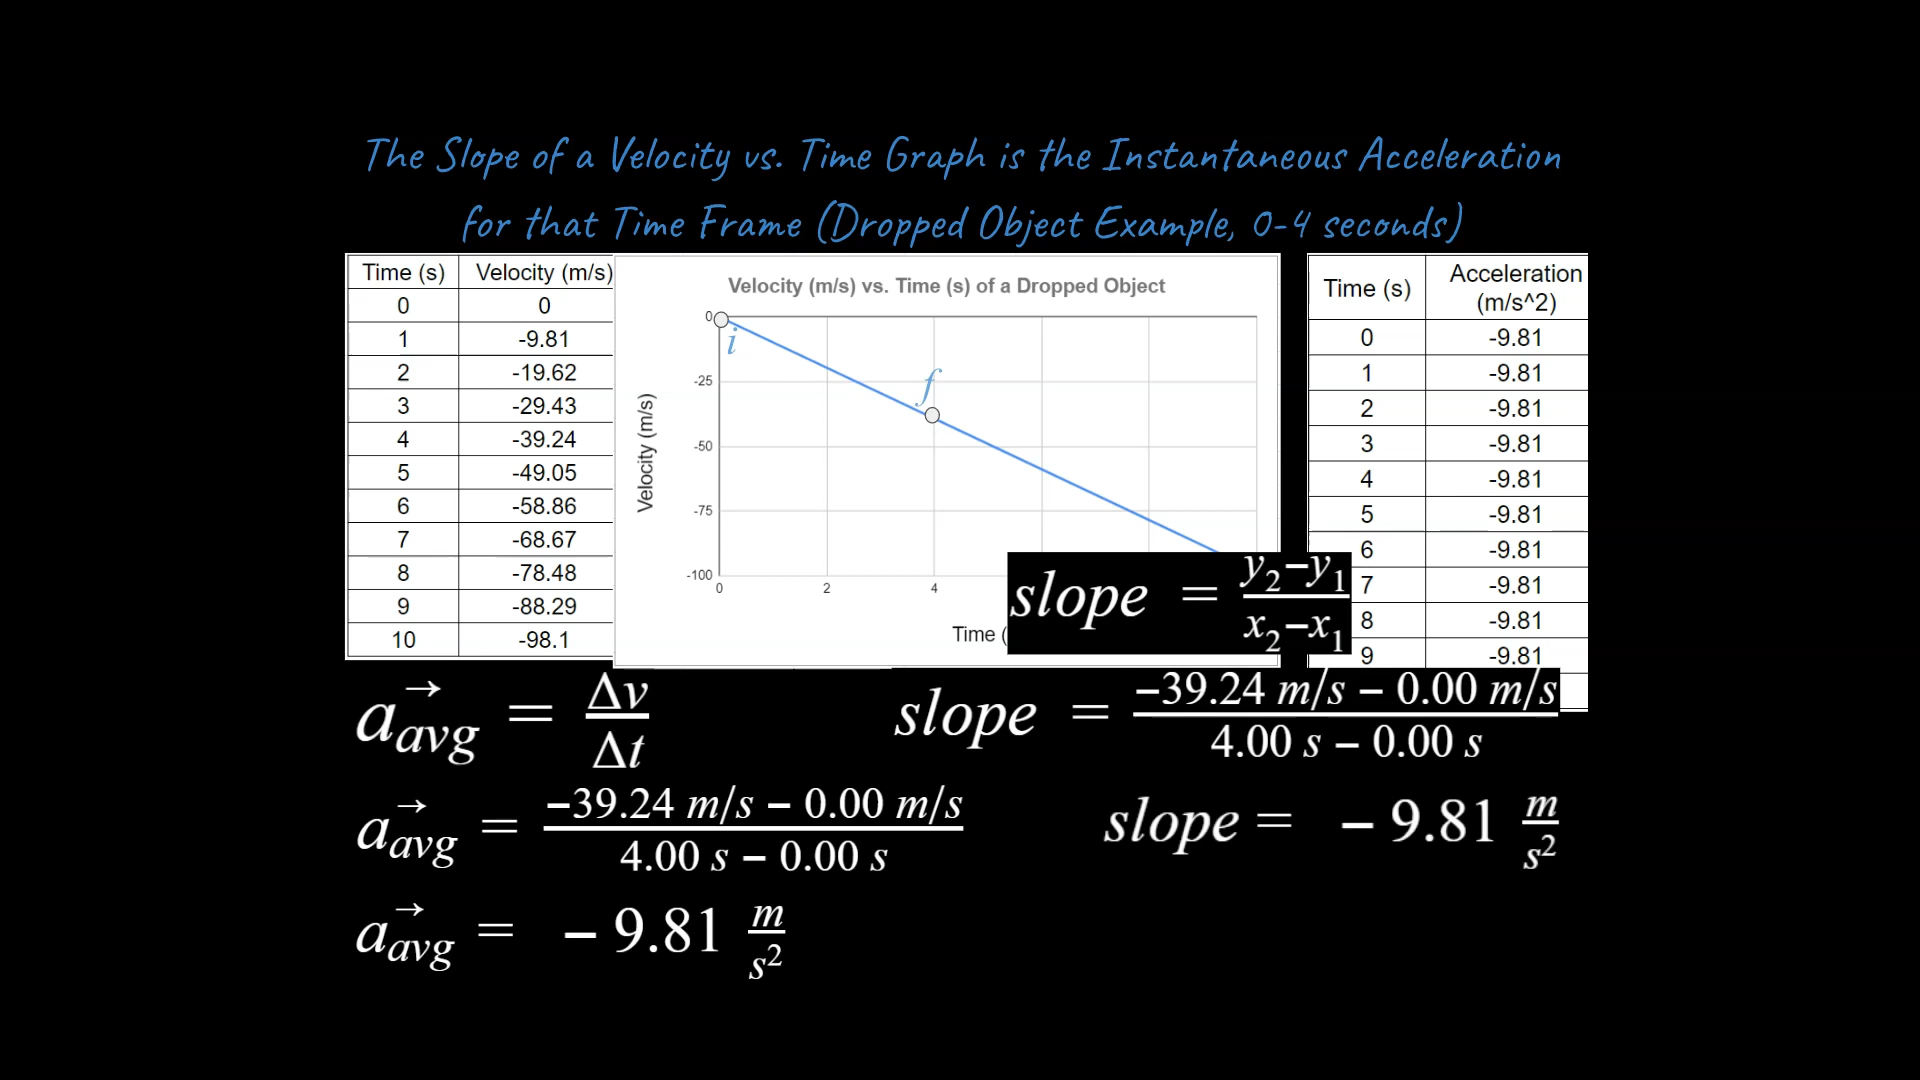 The Slope of a Velocity vs. Time Graph is the Instantaneous Acceleration
for that Time Frame (Dropped Object Example, 0-4 seconds)
Time (s) Velocity (m/s)
0 0
1 -9.81
2 -19.62
3 -29.43
4 -39.24
5 -49.05
6 -58.86
7 -68.67
8 -78.48
9 -88.29
10 -98.1
Velocity (m/s) vs. Time (s) of a Dropped Object
Velocity (m/s)
0
-25
-50
-75
-100
i
f
0 2 4
Time (
Time (s) Acceleration
(m/s^2)
0 -9.81
1 -9.81
2 -9.81
3 -9.81
4 -9.81
5 -9.81
6 -9.81
7 -9.81
8 -9.81
9 -9.81
slope = y₂−y₁
x₂−x₁
slope = −39.24 m/s − 0.00 m/s
4.00 s − 0.00 s
slope = − 9.81 m
s²
a⃗avg = Δv
Δt
a⃗avg = −39.24 m/s − 0.00 m/s
4.00 s − 0.00 s
a⃗avg = − 9.81 m
s²